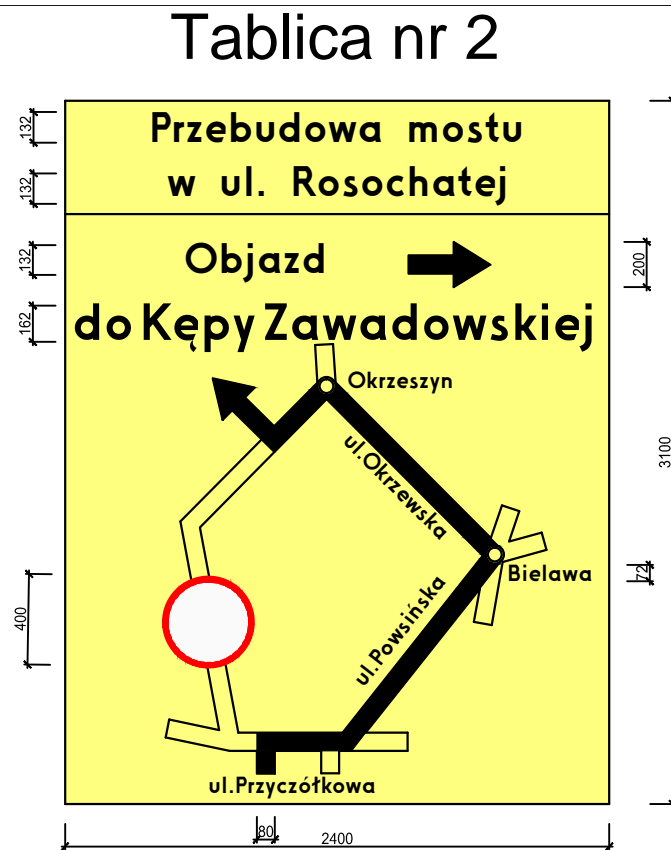 Tablica nr 2
132
Przebudowa mostu
132
w ul. Rosochatej
132
Objazd
200
162
do Kępy Zawadowskiej
Okrzeszyn
ul.Okrzewska
3100
Bielawa
72
400
ul.Powsińska
ul.Przyczółkowa
80
2400